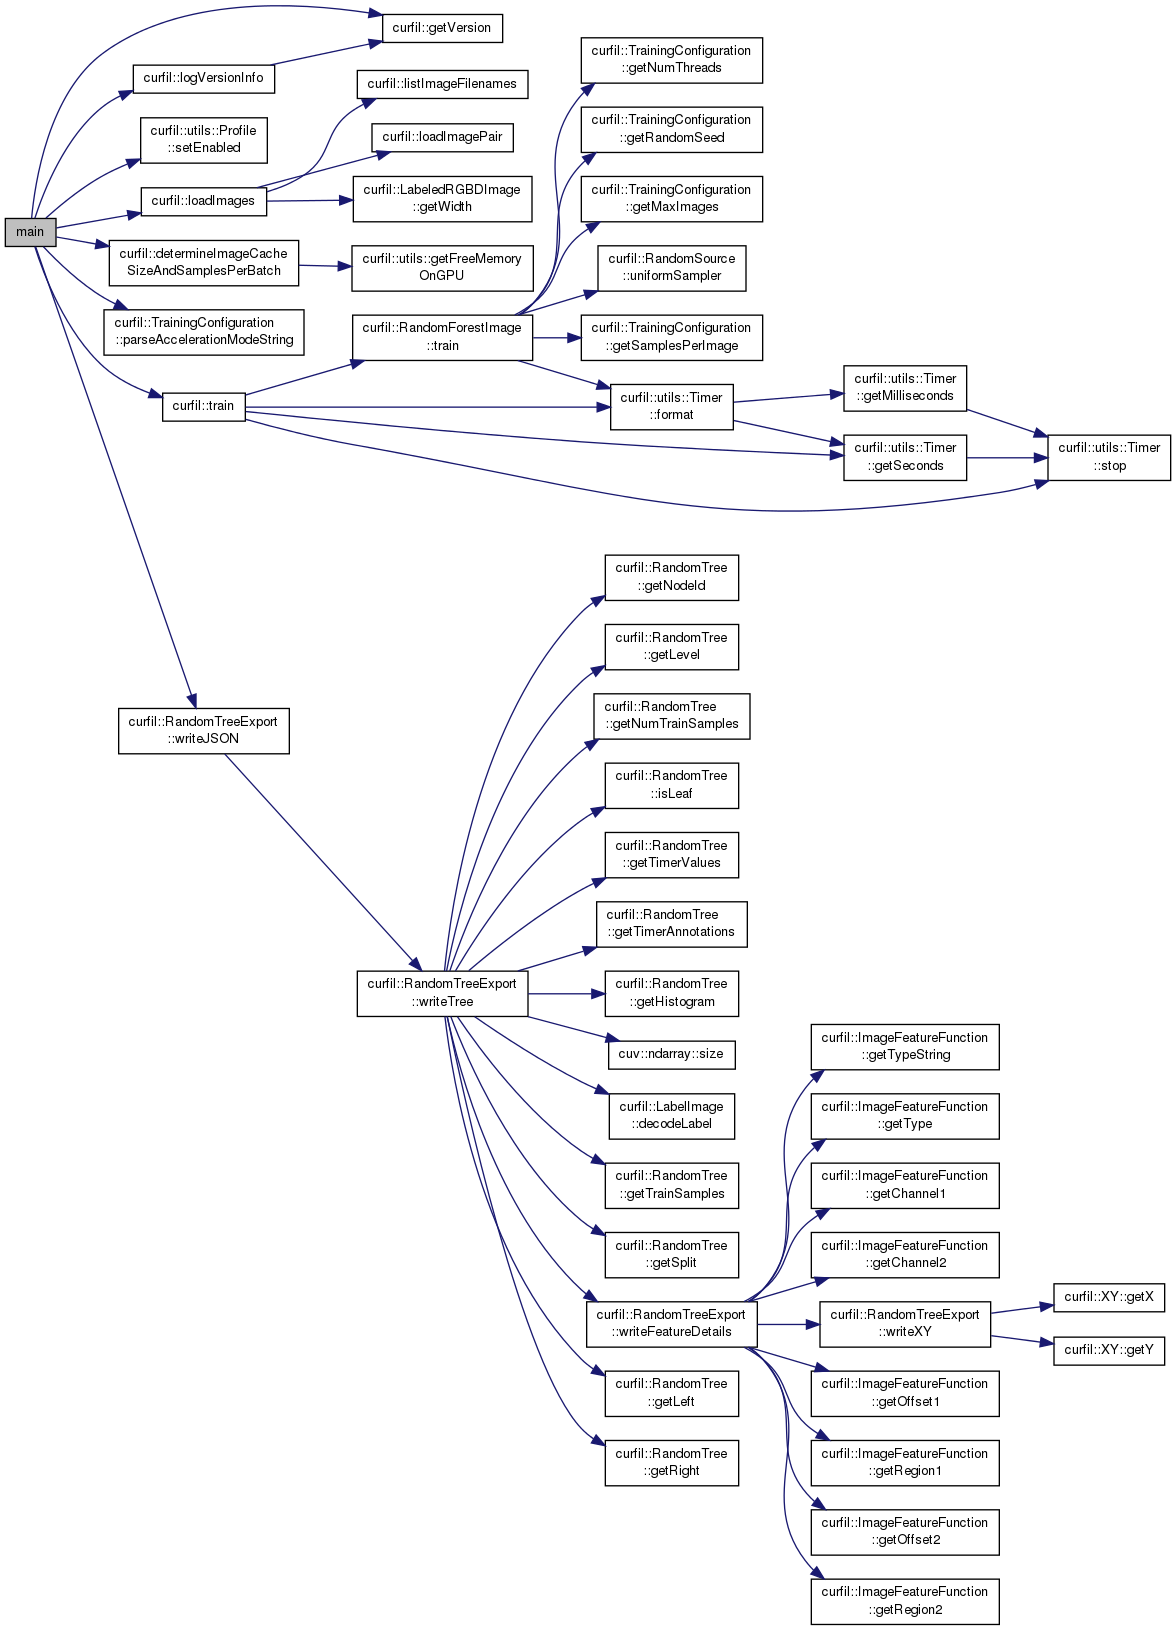 main
curfil::getVersion
curfil::logVersionInfo
curfil::utils::Profile
::setEnabled
curfil::loadImages
curfil::determineImageCache
SizeAndSamplesPerBatch
curfil::TrainingConfiguration
::parseAccelerationModeString
curfil::train
curfil::RandomTreeExport
::writeJSON
curfil::listImageFilenames
curfil::loadImagePair
curfil::LabeledRGBDImage
::getWidth
curfil::utils::getFreeMemory
OnGPU
curfil::RandomForestImage
::train
curfil::TrainingConfiguration
::getNumThreads
curfil::TrainingConfiguration
::getRandomSeed
curfil::TrainingConfiguration
::getMaxImages
curfil::RandomSource
::uniformSampler
curfil::TrainingConfiguration
::getSamplesPerImage
curfil::utils::Timer
::format
curfil::utils::Timer
::getMilliseconds
curfil::utils::Timer
::getSeconds
curfil::utils::Timer
::stop
curfil::RandomTreeExport
::writeTree
curfil::RandomTree
::getNodeId
curfil::RandomTree
::getLevel
curfil::RandomTree
::getNumTrainSamples
curfil::RandomTree
::isLeaf
curfil::RandomTree
::getTimerValues
curfil::RandomTree
::getTimerAnnotations
curfil::RandomTree
::getHistogram
cuv::ndarray::size
curfil::LabelImage
::decodeLabel
curfil::RandomTree
::getTrainSamples
curfil::RandomTree
::getSplit
curfil::RandomTreeExport
::writeFeatureDetails
curfil::RandomTree
::getLeft
curfil::RandomTree
::getRight
curfil::ImageFeatureFunction
::getTypeString
curfil::ImageFeatureFunction
::getType
curfil::ImageFeatureFunction
::getChannel1
curfil::ImageFeatureFunction
::getChannel2
curfil::RandomTreeExport
::writeXY
curfil::ImageFeatureFunction
::getOffset1
curfil::ImageFeatureFunction
::getRegion1
curfil::ImageFeatureFunction
::getOffset2
curfil::ImageFeatureFunction
::getRegion2
curfil::XY::getX
curfil::XY::getY